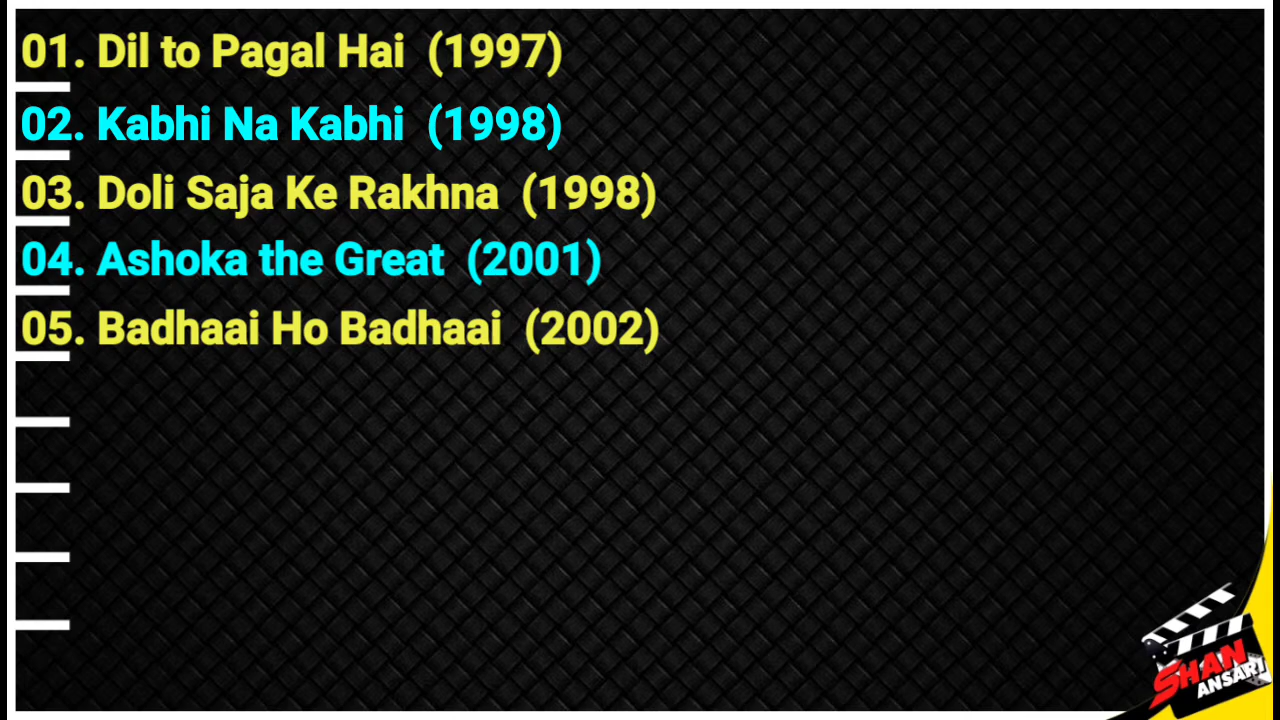 01. Dil to Pagal Hai (1997)
02. Kabhi Na Kabhi (1998)
03. Doli Saja Ke Rakhna (1998)
04. Ashoka the Great (2001)
05. Badhaai Ho Badhaai (2002)
SHAN
ANSARI